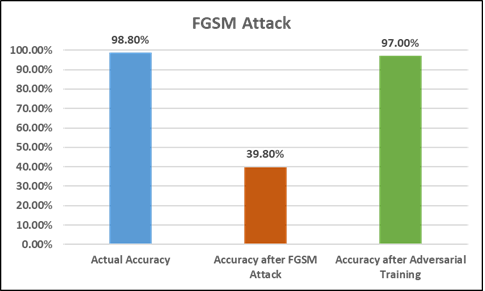 FGSM Attack
98.80%
97.00%
39.80%
100.00%
90.00%
80.00%
70.00%
60.00%
50.00%
40.00%
30.00%
20.00%
10.00%
0.00%
Actual Accuracy
Accuracy after FGSM
Attack
Accuracy after Adversarial
Training